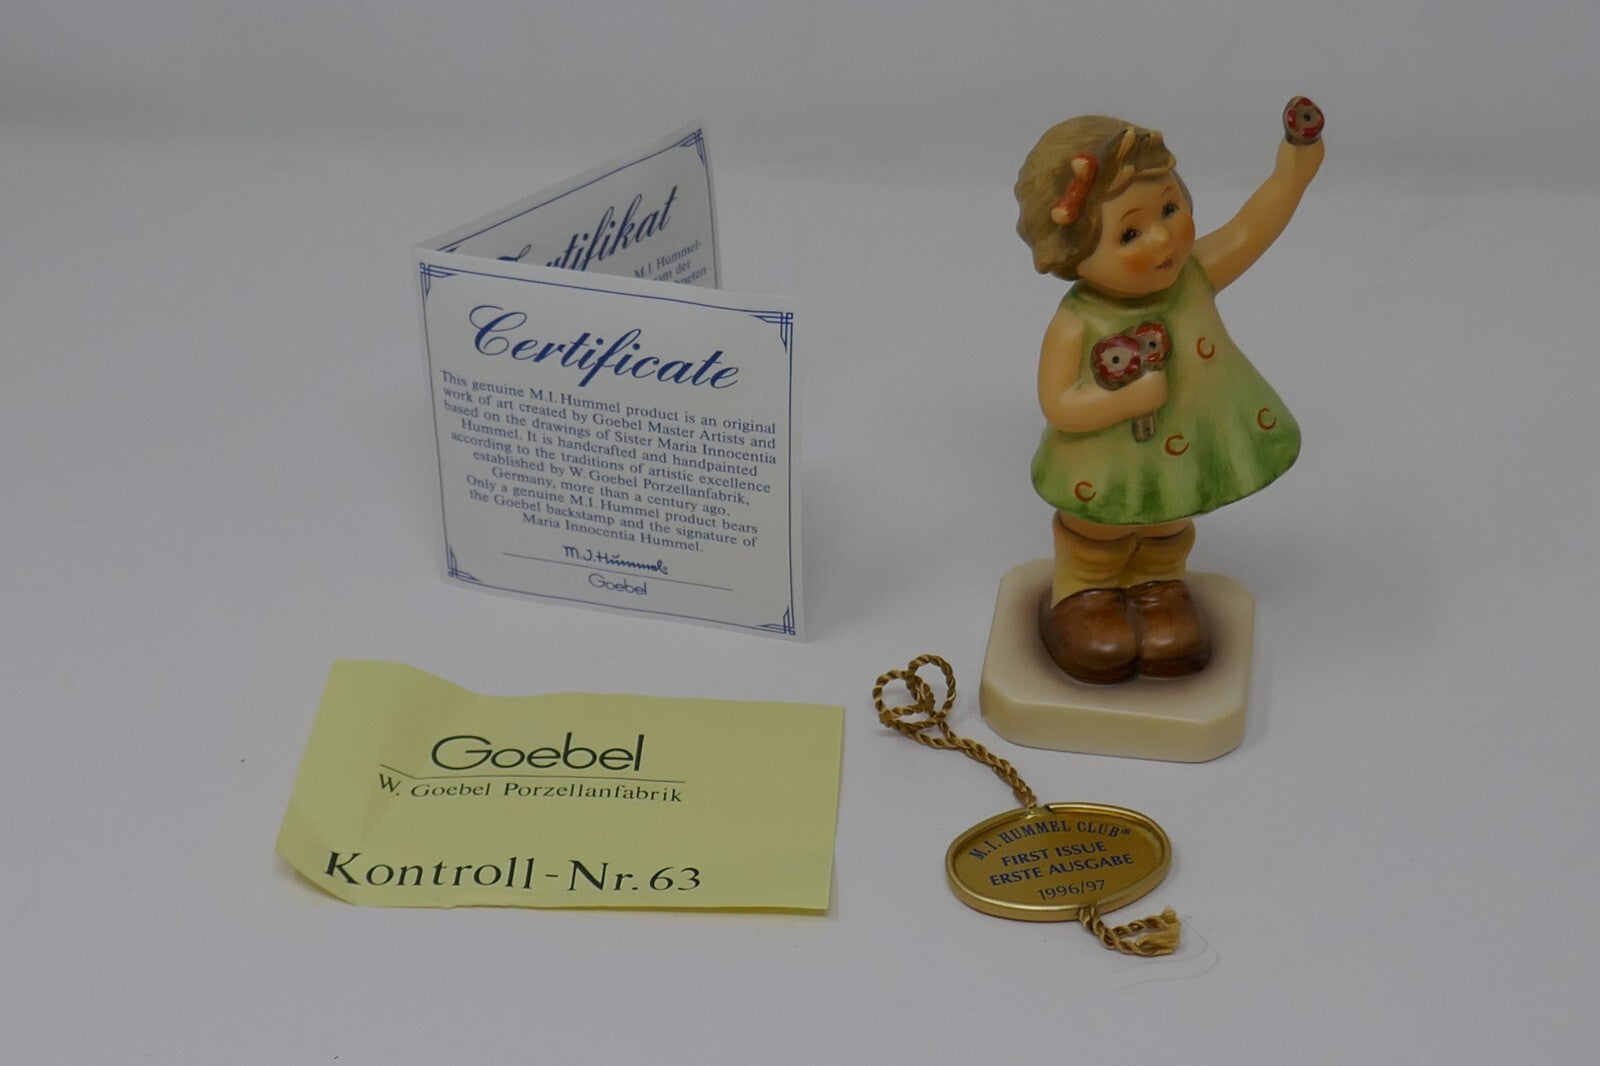 Certifikat
M.I. Hummel-
Certificate
This genuine M.I. Hummel product is an original
work of art created by Goebel Master Artists and
based on the drawings of Sister Maria Innocentia
Hummel. It is handcrafted and handpainted
according to the traditions of artistic excellence
established by W. Goebel Porzellanfabrik,
Germany, more than a century ago.
Only a genuine M.I. Hummel product bears
the Goebel backstamp and the signature of
Maria Innocentia Hummel.
M.J. Hummel
Goebel
Goebel
W. Goebel Porzellanfabrik
Kontroll-Nr. 63
M.I. HUMMEL CLUB®
FIRST ISSUE
ERSTE AUSGABE
1996/97